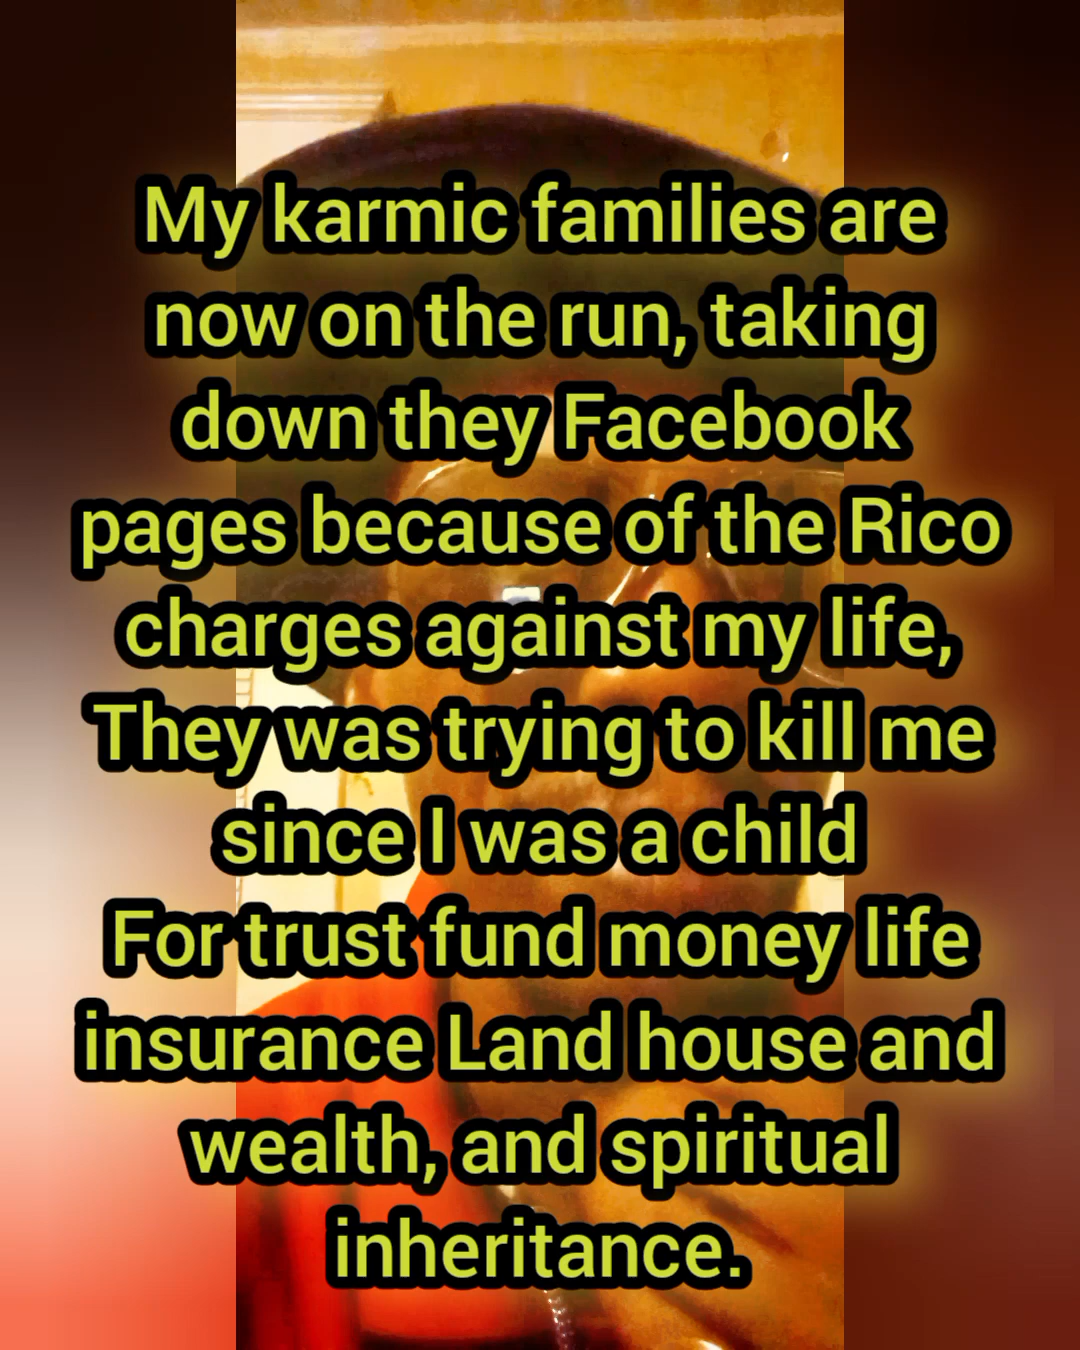 My karmic families are
now on the run, taking
down they Facebook
pages because of the Rico
charges against my life,
They was trying to kill me
since I was a child
For trust fund money life
insurance Land house and
wealth, and spiritual
inheritance.